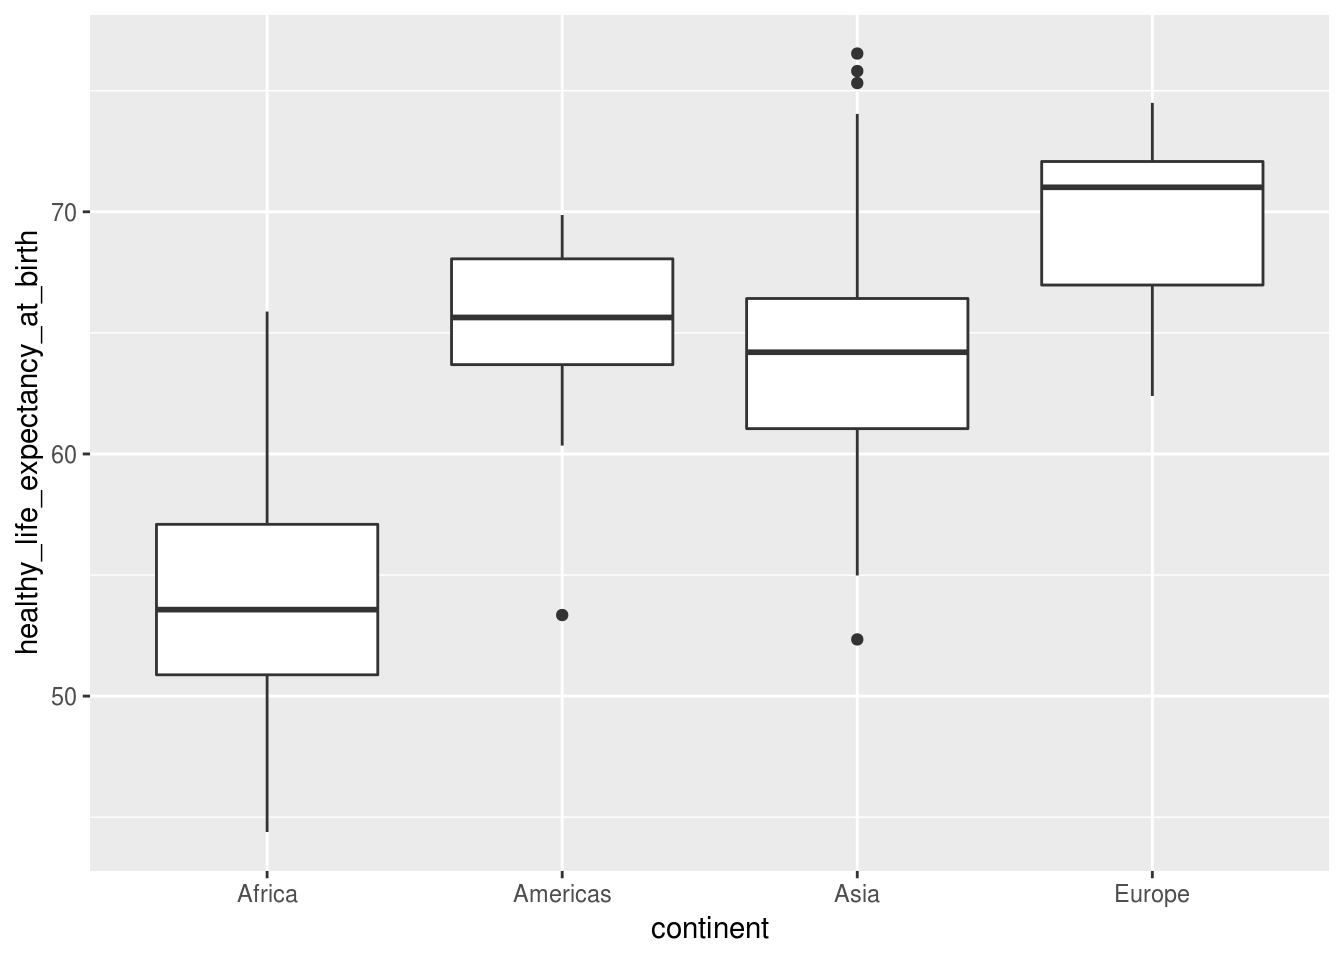 healthy_life_expectancy_at_birth
70
60
50
Africa Americas Asia Europe
continent